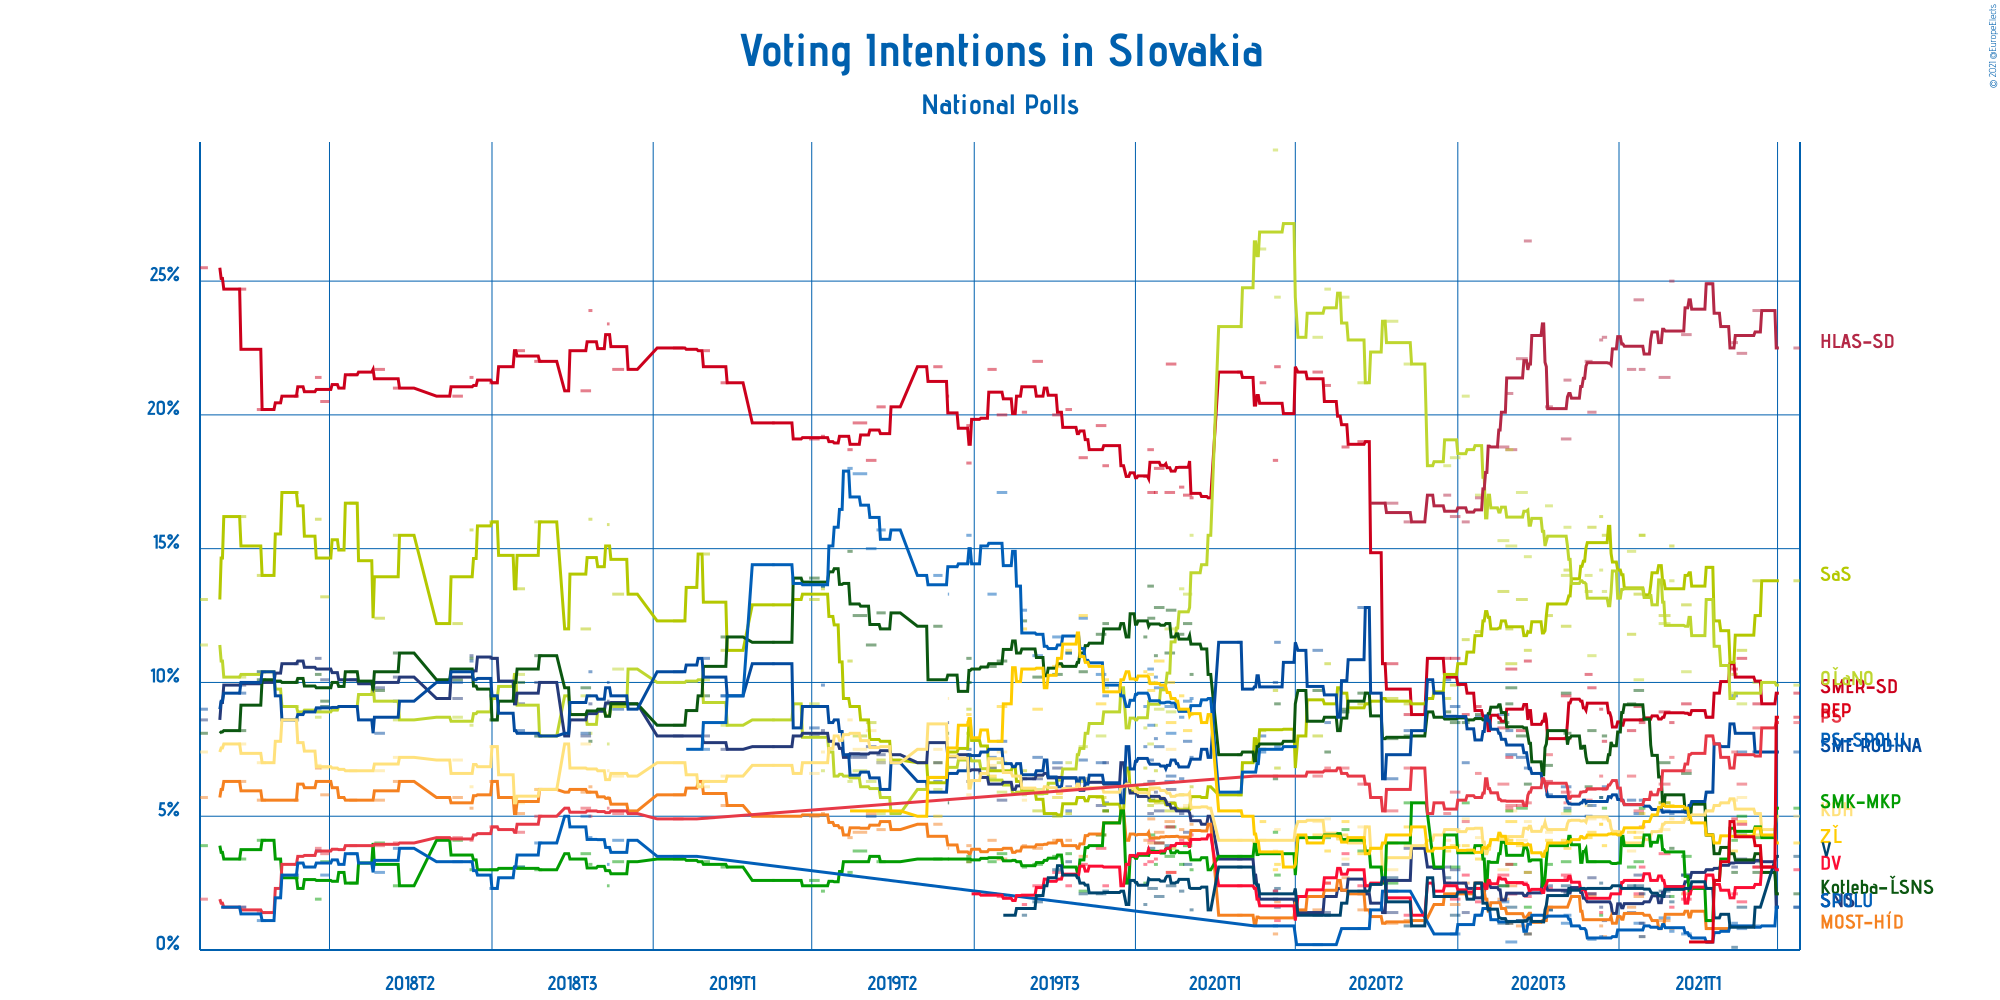 © 2021 @EuropeElects
Voting Intentions in Slovakia
National Polls
25%
20%
15%
10%
5%
0%
HLAS-SD
SaS
OĽaNO
SMER-SD
REP
PS
PS-SPOLU
SME RODINA
SMK-MKP
KDH
ZĽ
V
DV
Kotleba-ĽSNS
SNS
SPOLU
MOST-HÍD
2018T2
2018T3
2019T1
2019T2
2019T3
2020T1
2020T2
2020T3
2021T1